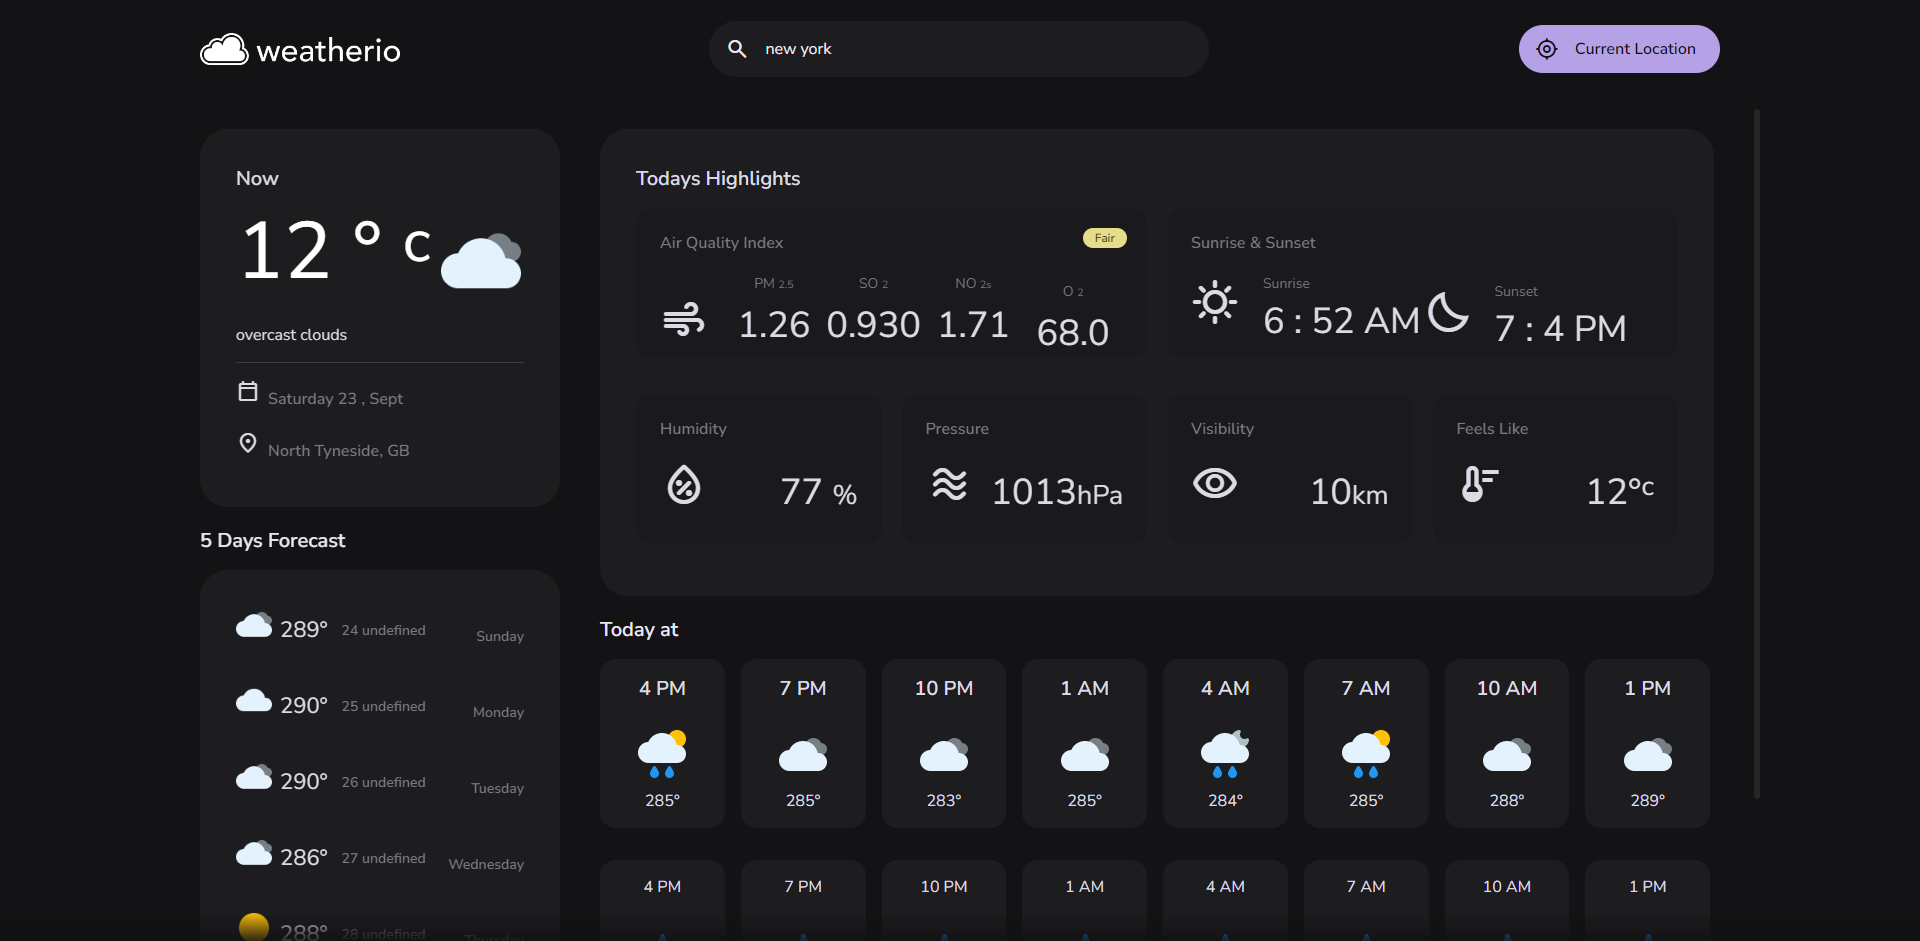 weatherio
new york
Current Location
Now
12 ° c
overcast clouds
Saturday 23 , Sept
North Tyneside, GB
5 Days Forecast
289° 24 undefined Sunday
290° 25 undefined Monday
290° 26 undefined Tuesday
286° 27 undefined Wednesday
288° 28 undefined Thursday
Todays Highlights
Air Quality Index
Fair
PM 2.5
1.26
SO 2
0.930
NO 2s
1.71
O 2
68.0
Sunrise & Sunset
Sunrise
6 : 52 AM
Sunset
7 : 4 PM
Humidity
77 %
Pressure
1013hPa
Visibility
10km
Feels Like
12°c
Today at
4 PM 7 PM 10 PM 1 AM 4 AM 7 AM 10 AM 1 PM
285° 285° 283° 285° 284° 285° 288° 289°
4 PM 7 PM 10 PM 1 AM 4 AM 7 AM 10 AM 1 PM